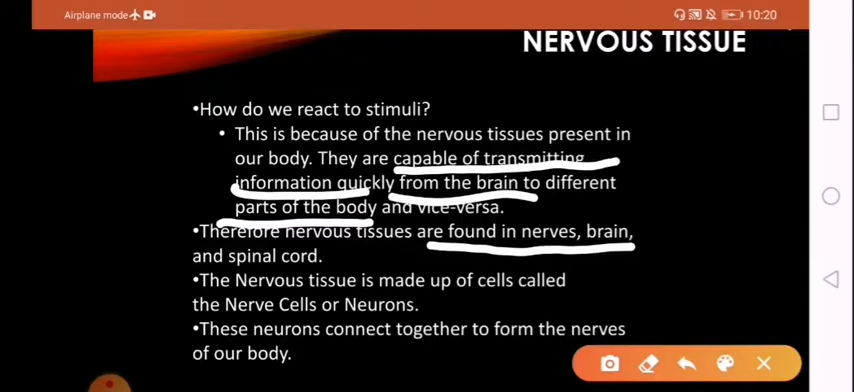 Airplane mode
10:20
NERVOUS TISSUE
•How do we react to stimuli?
• This is because of the nervous tissues present in
our body. They are capable of transmitting
information quickly from the brain to different
parts of the body and vice-versa.
•Therefore nervous tissues are found in nerves, brain,
and spinal cord.
•The Nervous tissue is made up of cells called
the Nerve Cells or Neurons.
•These neurons connect together to form the nerves
of our body.